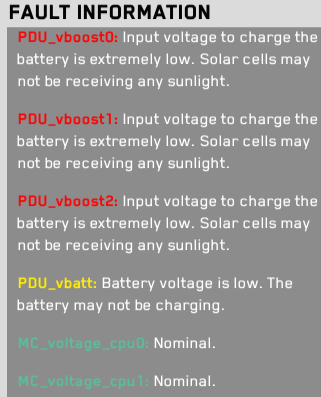 FAULT INFORMATION
PDU_vboost0: Input voltage to charge the
battery is extremely low. Solar cells may
not be receiving any sunlight.
PDU_vboost1: Input voltage to charge the
battery is extremely low. Solar cells may
not be receiving any sunlight.
PDU_vboost2: Input voltage to charge the
battery is extremely low. Solar cells may
not be receiving any sunlight.
PDU_vbatt: Battery voltage is low. The
battery may not be charging.
MC_voltage_cpu0: Nominal.
MC_voltage_cpu1: Nominal.